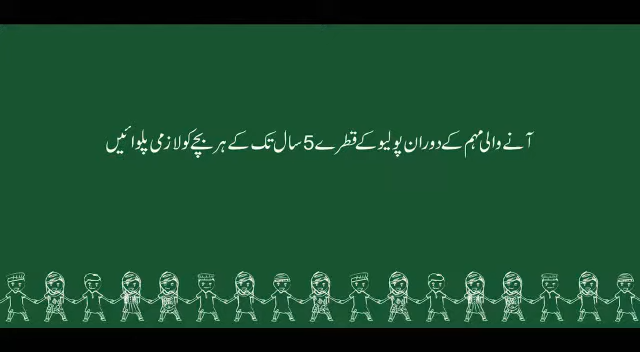 آنے والی مہم کے دوران پولیو کے قطرے 5 سال تک کے ہر بچے کو لازمی پلوائیں